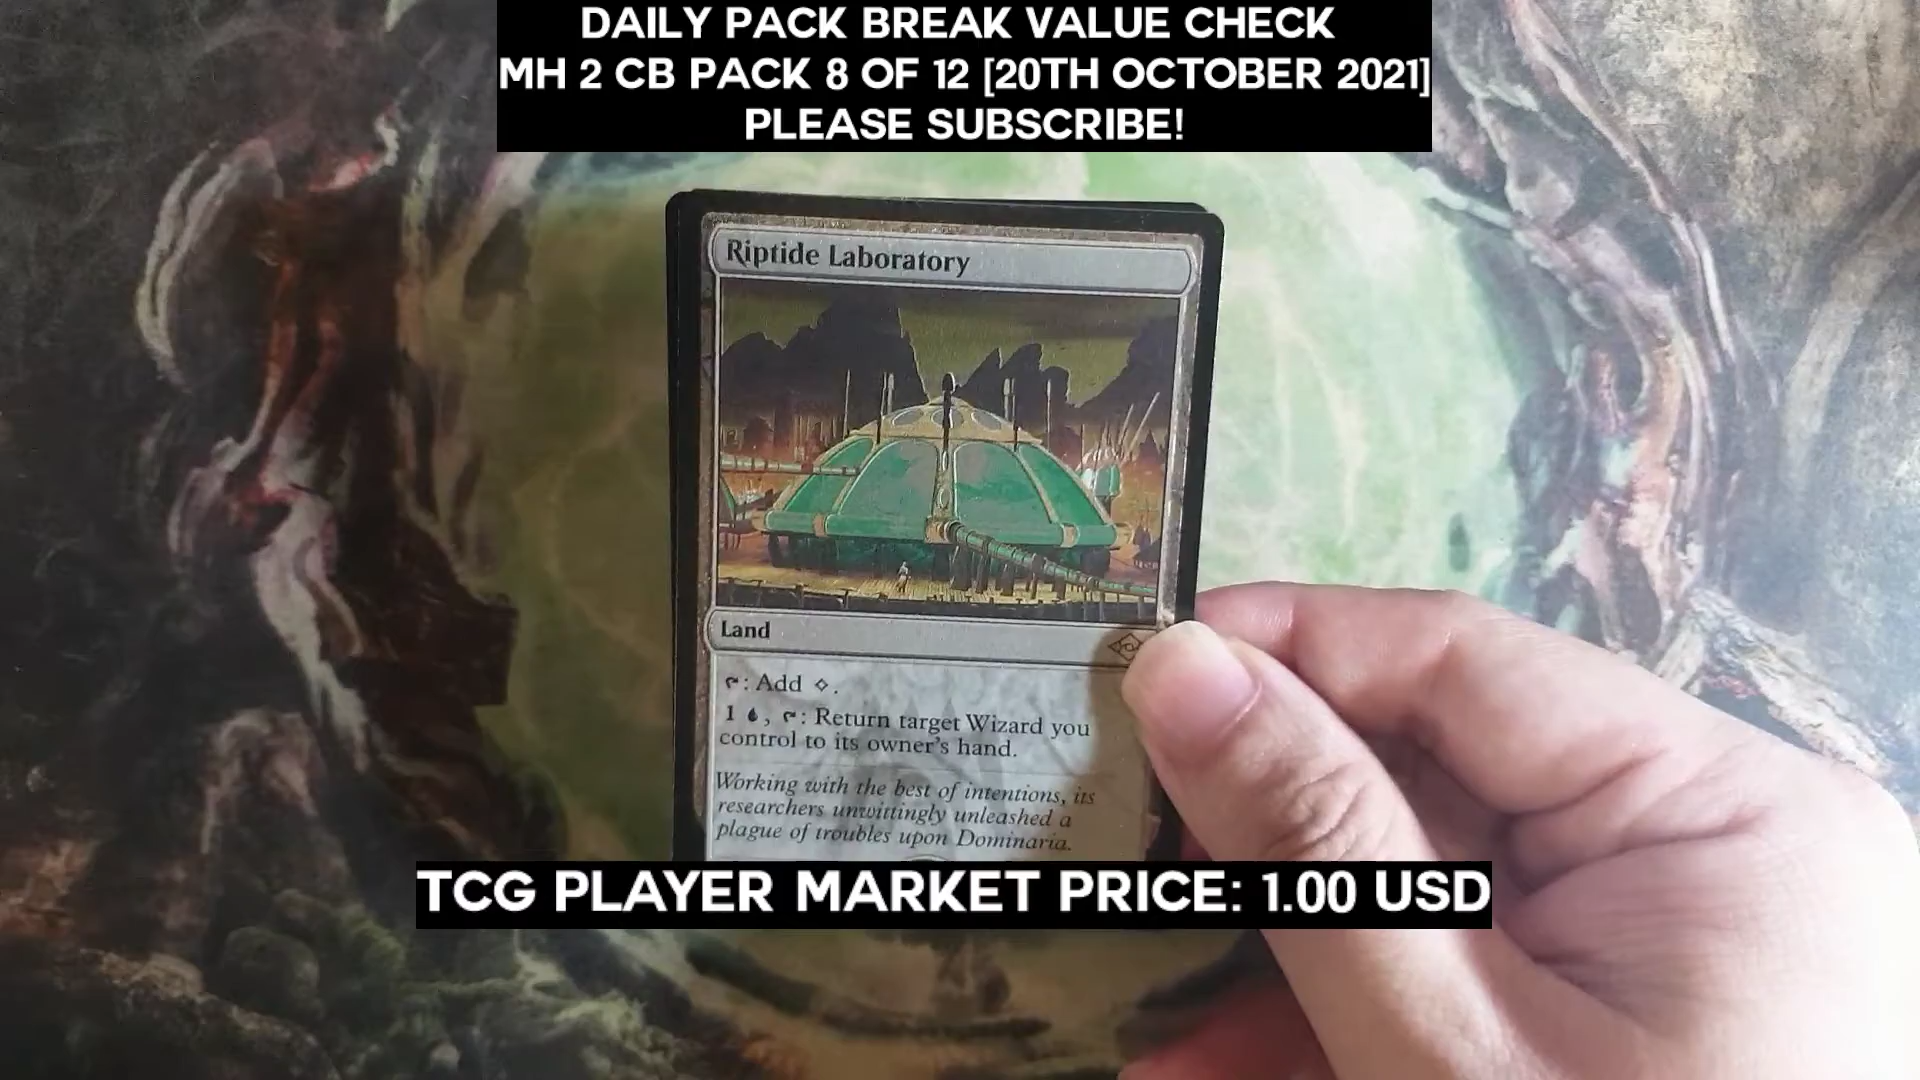 DAILY PACK BREAK VALUE CHECK
MH 2 CB PACK 8 OF 12 [20TH OCTOBER 2021]
PLEASE SUBSCRIBE!
Riptide Laboratory
Land
: Add .
1 , : Return target Wizard you
control to its owner's hand.
Working with the best of intentions, its
researchers unwittingly unleashed a
plague of troubles upon Dominaria.
TCG PLAYER MARKET PRICE: 1.00 USD